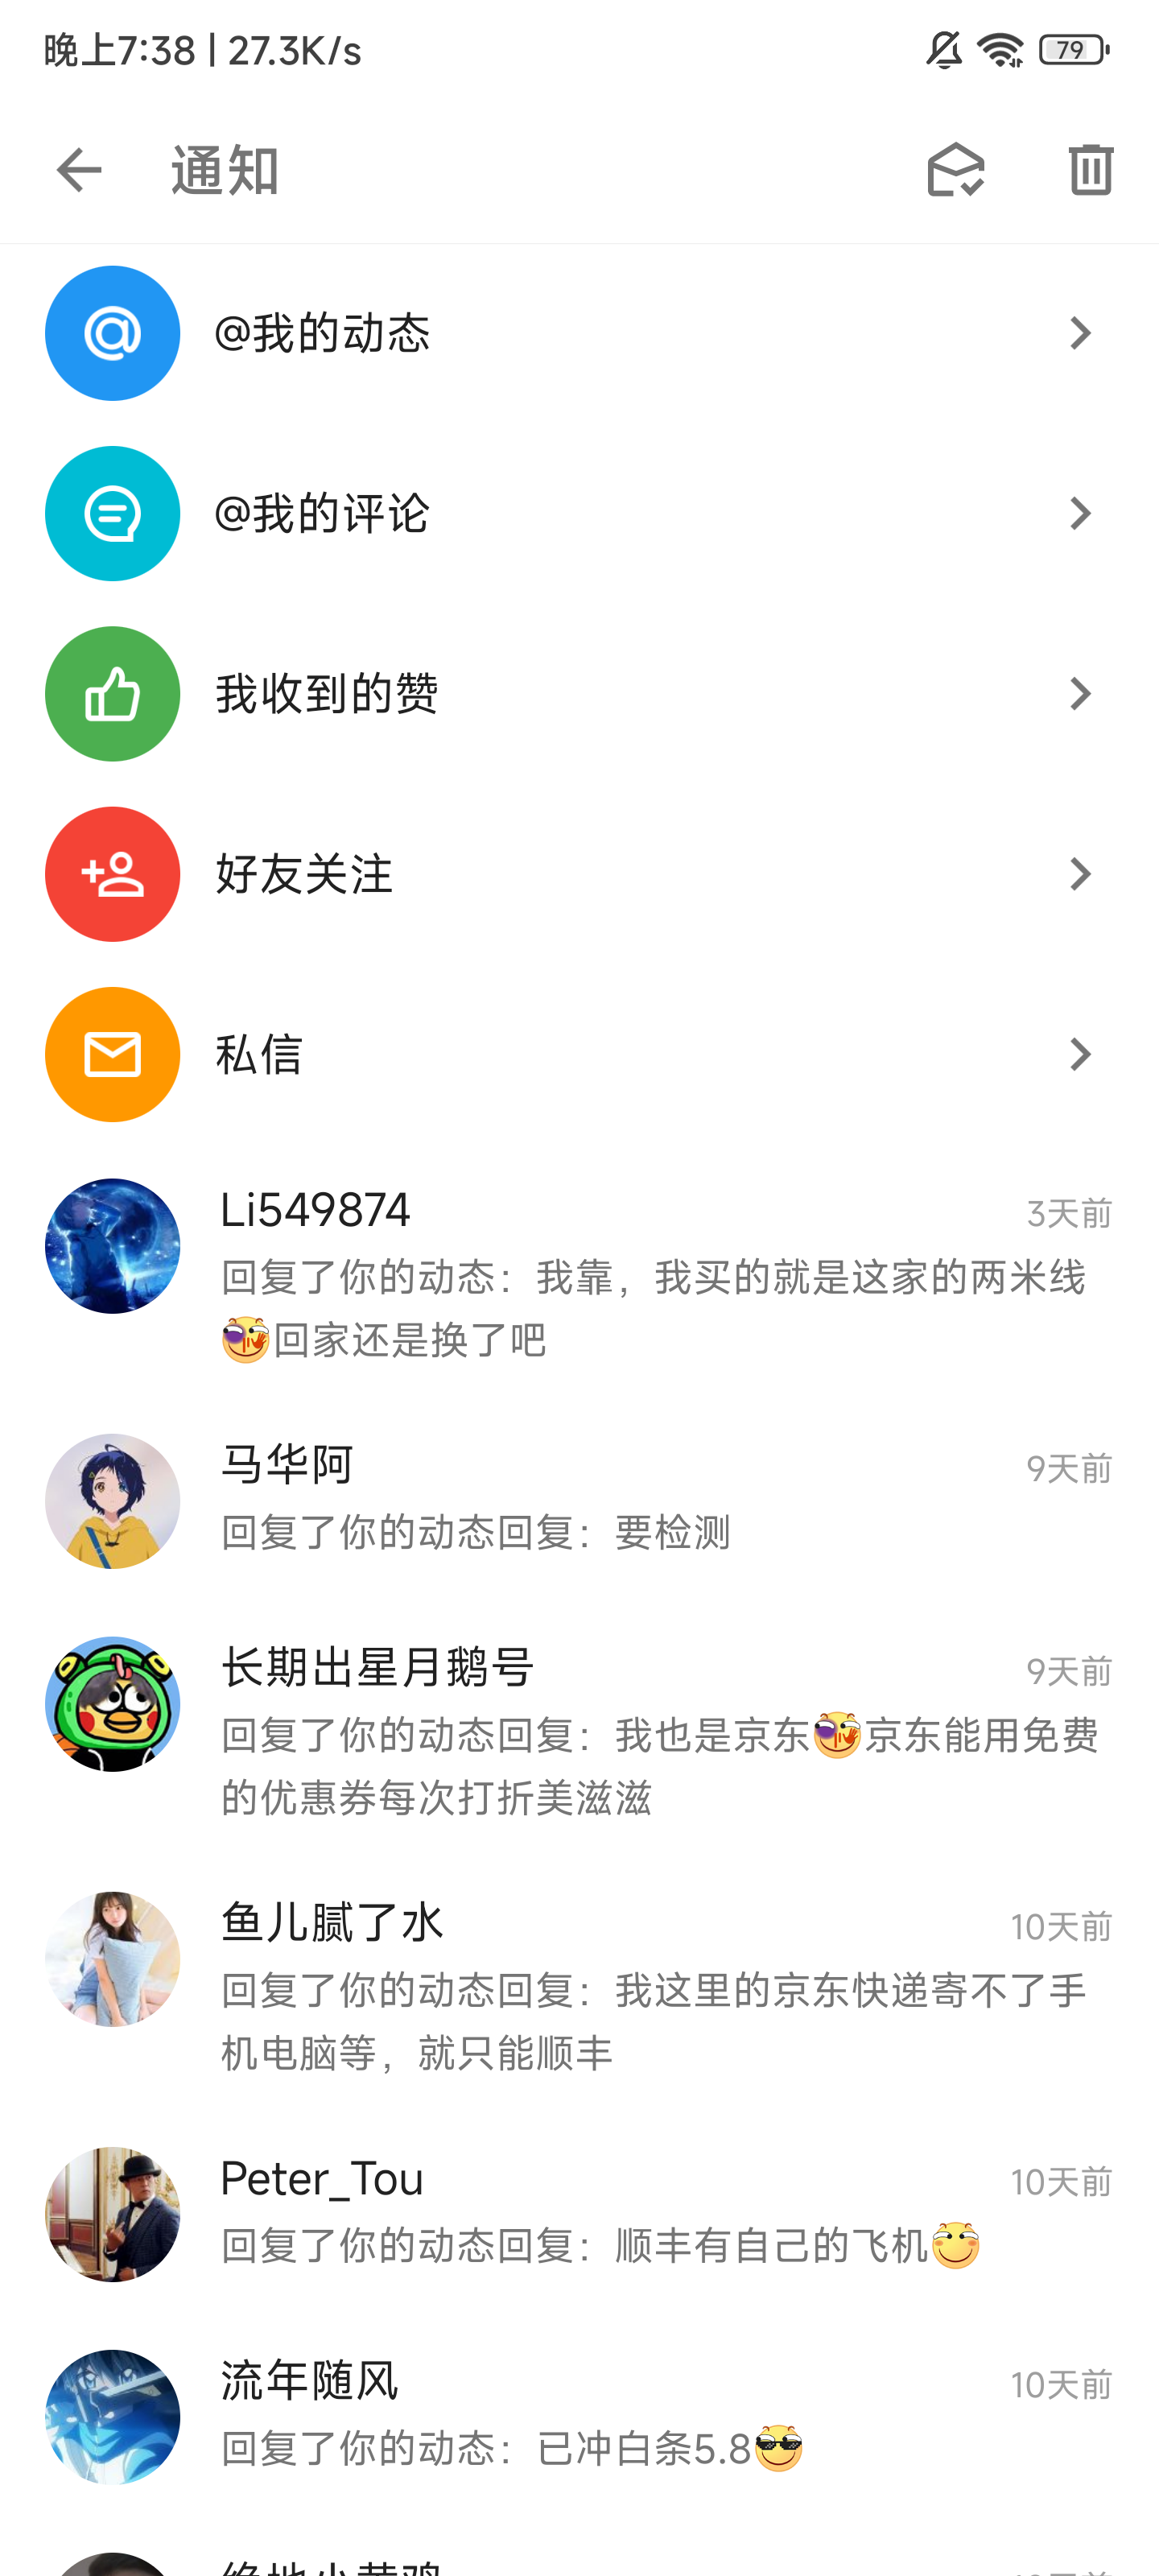 晚上7:38 | 27.3K/s
79
通知
@我的动态
@我的评论
我收到的赞
好友关注
私信
Li549874
3天前
回复了你的动态：我靠，我买的就是这家的两米线
回家还是换了吧
马华阿
9天前
回复了你的动态回复：要检测
长期出星月鹅号
9天前
回复了你的动态回复：我也是京东京东能用免费
的优惠券每次打折美滋滋
鱼儿腻了水
10天前
回复了你的动态回复：我这里的京东快递寄不了手
机电脑等，就只能顺丰
Peter_Tou
10天前
回复了你的动态回复：顺丰有自己的飞机
流年随风
10天前
回复了你的动态：已冲白条5.8